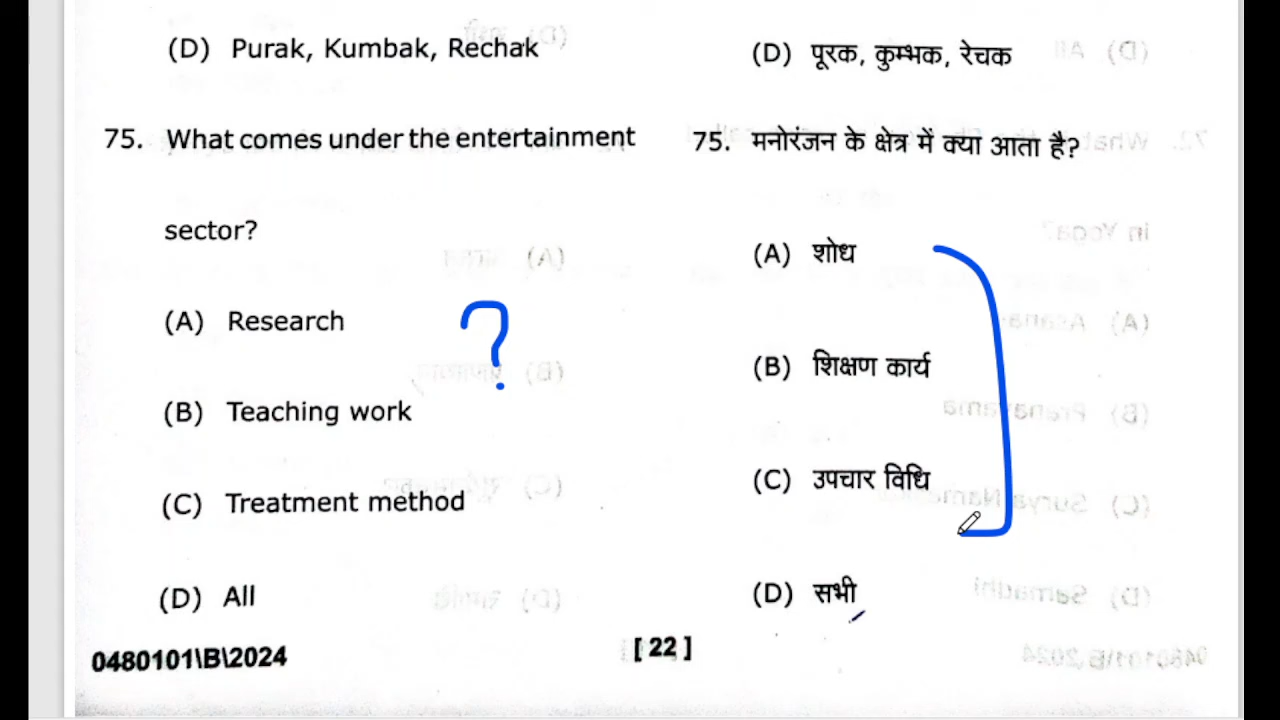 (D) Purak, Kumbak, Rechak
75. What comes under the entertainment
sector?
(A) Research
(B) Teaching work
(C) Treatment method
(D) All
(D) पूरक, कुम्भक, रेचक
75. मनोरंजन के क्षेत्र में क्या आता है?
(A) शोध
(B) शिक्षण कार्य
(C) उपचार विधि
(D) सभी
?
0480101\B\2024
[ 22 ]